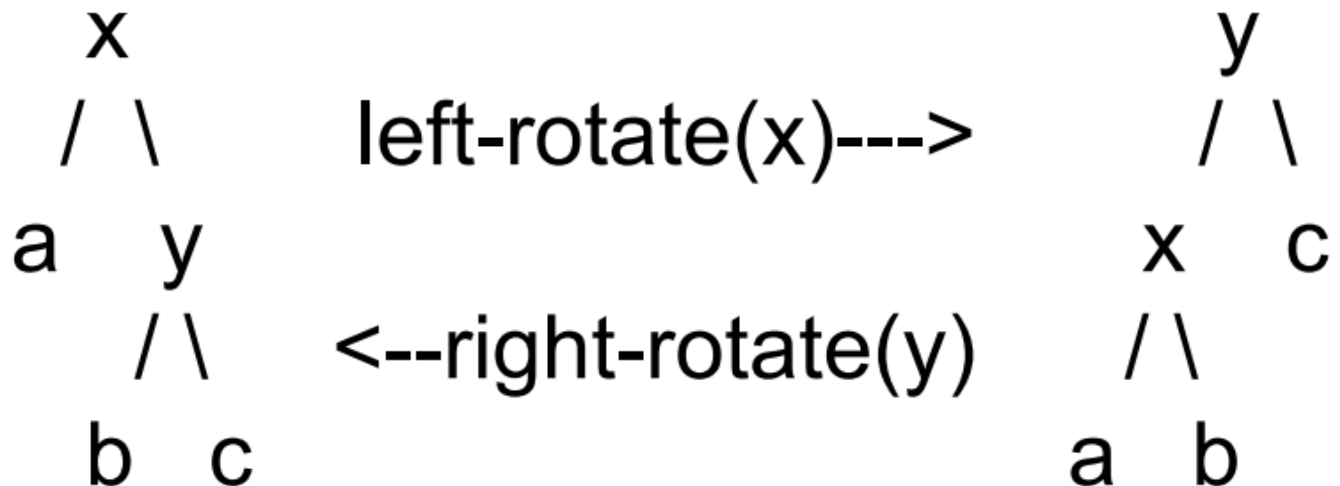 x y
/ \ left-rotate(x)---> / \
a y x c
/ \ <--right-rotate(y) / \
b c a b